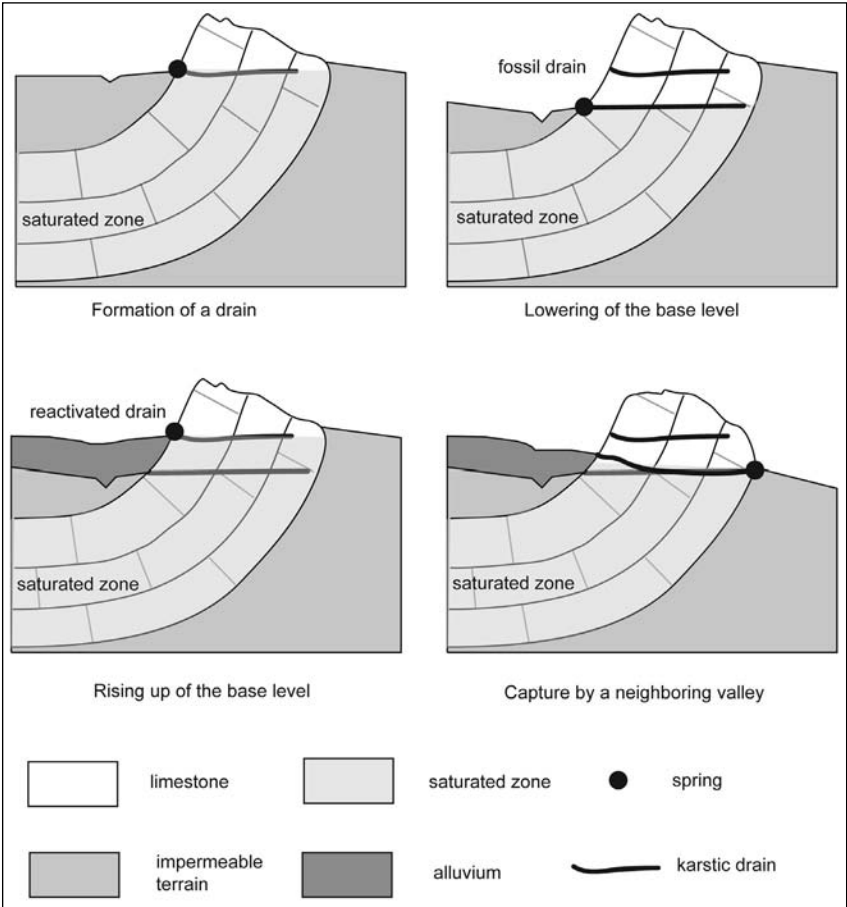 saturated zone
Formation of a drain
fossil drain
saturated zone
Lowering of the base level
reactivated drain
saturated zone
Rising up of the base level
saturated zone
Capture by a neighboring valley
limestone
saturated zone
spring
impermeable
terrain
alluvium
karstic drain